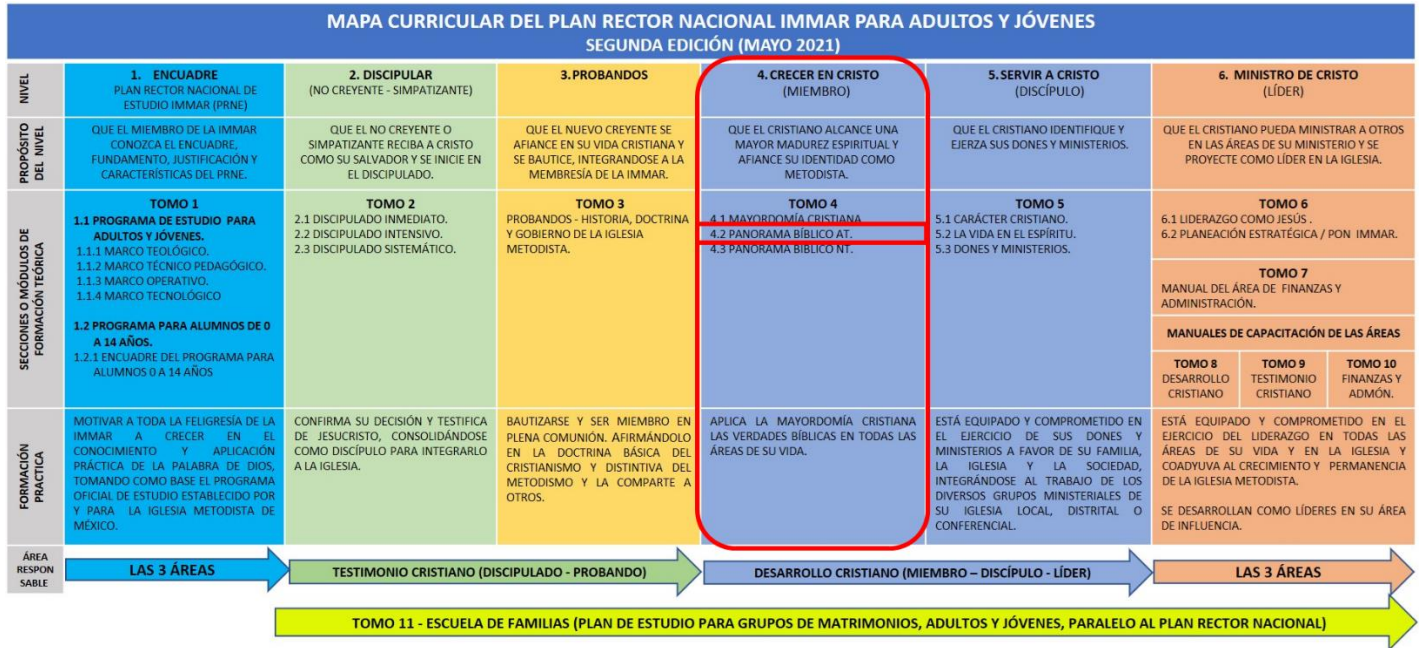 MAPA CURRICULAR DEL PLAN RECTOR NACIONAL IMMAR PARA ADULTOS Y JÓVENES
SEGUNDA EDICIÓN (MAYO 2021)
NIVEL
1. ENCUADRE
PLAN RECTOR NACIONAL DE
ESTUDIO IMMAR (PRNE)
2. DISCIPULAR
(NO CREYENTE - SIMPATIZANTE)
3.PROBANDOS
4. CRECER EN CRISTO
(MIEMBRO)
5. SERVIR A CRISTO
(DISCÍPULO)
6. MINISTRO DE CRISTO
(LÍDER)
PROPÓSITO
DEL NIVEL
QUE EL MIEMBRO DE LA IMMAR
CONOZCA EL ENCUADRE,
FUNDAMENTO, JUSTIFICACIÓN Y
CARACTERÍSTICAS DEL PRNE.
QUE EL NO CREYENTE O
SIMPATIZANTE RECIBA A CRISTO
COMO SU SALVADOR Y SE INICIE EN
EL DISCIPULADO.
QUE EL NUEVO CREYENTE SE
AFIANCE EN SU VIDA CRISTIANA Y
SE BAUTICE, INTEGRANDOSE A LA
MEMBRESÍA DE LA IMMAR.
QUE EL CRISTIANO ALCANCE UNA
MAYOR MADUREZ ESPIRITUAL Y
AFIANCE SU IDENTIDAD COMO
METODISTA.
QUE EL CRISTIANO IDENTIFIQUE Y
EJERZA SUS DONES Y MINISTERIOS.
QUE EL CRISTIANO PUEDA MINISTRAR A OTROS
EN LAS ÁREAS DE SU MINISTERIO Y SE
PROYECTE COMO LÍDER EN LA IGLESIA.
SECCIONES O MÓDULOS DE
FORMACIÓN TEÓRICA
TOMO 1
1.1 PROGRAMA DE ESTUDIO PARA
ADULTOS Y JÓVENES.
1.1.1 MARCO TEOLÓGICO.
1.1.2 MARCO TÉCNICO PEDAGÓGICO.
1.1.3 MARCO OPERATIVO.
1.1.4 MARCO TECNOLÓGICO
1.2 PROGRAMA PARA ALUMNOS DE 0
A 14 AÑOS.
1.2.1 ENCUADRE DEL PROGRAMA PARA
ALUMNOS 0 A 14 AÑOS
TOMO 2
2.1 DISCIPULADO INMEDIATO.
2.2 DISCIPULADO INTENSIVO.
2.3 DISCIPULADO SISTEMÁTICO.
TOMO 3
PROBANDOS - HISTORIA, DOCTRINA
Y GOBIERNO DE LA IGLESIA
METODISTA.
TOMO 4
4.1 MAYORDOMÍA CRISTIANA
4.2 PANORAMA BÍBLICO AT.
4.3 PANORAMA BÍBLICO NT.
TOMO 5
5.1 CARÁCTER CRISTIANO.
5.2 LA VIDA EN EL ESPÍRITU.
5.3 DONES Y MINISTERIOS.
TOMO 6
6.1 LIDERAZGO COMO JESÚS .
6.2 PLANEACIÓN ESTRATÉGICA / PON IMMAR.
TOMO 7
MANUAL DEL ÁREA DE FINANZAS Y
ADMINISTRACIÓN.
MANUALES DE CAPACITACIÓN DE LAS ÁREAS
TOMO 8
DESARROLLO
CRISTIANO
TOMO 9
TESTIMONIO
CRISTIANO
TOMO 10
FINANZAS Y
ADMÓN.
FORMACIÓN
PRACTICA
MOTIVAR A TODA LA FELIGRESÍA DE LA
IMMAR A CRECER EN EL
CONOCIMIENTO Y APLICACIÓN
PRÁCTICA DE LA PALABRA DE DIOS,
TOMANDO COMO BASE EL PROGRAMA
OFICIAL DE ESTUDIO ESTABLECIDO POR
Y PARA LA IGLESIA METODISTA DE
MÉXICO.
CONFIRMA SU DECISIÓN Y TESTIFICA
DE JESUCRISTO, CONSOLIDÁNDOSE
COMO DISCÍPULO PARA INTEGRARLO
A LA IGLESIA.
BAUTIZARSE Y SER MIEMBRO EN
PLENA COMUNIÓN. AFIRMÁNDOLO
EN LA DOCTRINA BÁSICA DEL
CRISTIANISMO Y DISTINTIVA DEL
METODISMO Y LA COMPARTE A
OTROS.
APLICA LA MAYORDOMÍA CRISTIANA
LAS VERDADES BÍBLICAS EN TODAS LAS
ÁREAS DE SU VIDA.
ESTÁ EQUIPADO Y COMPROMETIDO EN
EL EJERCICIO DE SUS DONES Y
MINISTERIOS A FAVOR DE SU FAMILIA,
LA IGLESIA Y LA SOCIEDAD,
INTEGRÁNDOSE AL TRABAJO DE LOS
DIVERSOS GRUPOS MINISTERIALES DE
SU IGLESIA LOCAL, DISTRITAL O
CONFERENCIAL.
ESTÁ EQUIPADO Y COMPROMETIDO EN EL
EJERCICIO DEL LIDERAZGO EN TODAS LAS
ÁREAS DE SU VIDA Y EN LA IGLESIA Y
COADYUVA AL CRECIMIENTO Y PERMANENCIA
DE LA IGLESIA METODISTA.
SE DESARROLLAN COMO LÍDERES EN SU ÁREA
DE INFLUENCIA.
ÁREA
RESPON
SABLE
LAS 3 ÁREAS
TESTIMONIO CRISTIANO (DISCIPULADO - PROBANDO)
DESARROLLO CRISTIANO (MIEMBRO – DISCÍPULO - LÍDER)
LAS 3 ÁREAS
TOMO 11 - ESCUELA DE FAMILIAS (PLAN DE ESTUDIO PARA GRUPOS DE MATRIMONIOS, ADULTOS Y JÓVENES, PARALELO AL PLAN RECTOR NACIONAL)